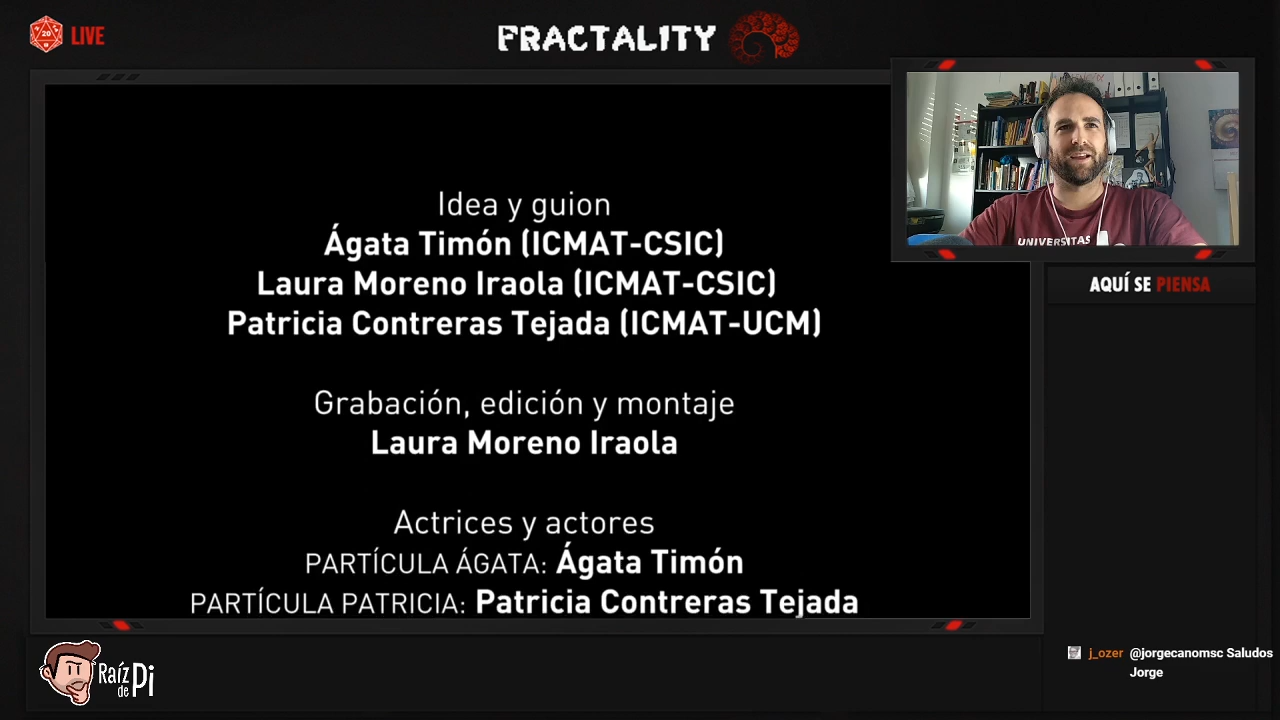 LIVE
FRACTALITY
Idea y guion
Ágata Timón (ICMAT-CSIC)
Laura Moreno Iraola (ICMAT-CSIC)
Patricia Contreras Tejada (ICMAT-UCM)
Grabación, edición y montaje
Laura Moreno Iraola
Actrices y actores
PARTÍCULA ÁGATA: Ágata Timón
PARTÍCULA PATRICIA: Patricia Contreras Tejada
UNIVERSITAS
AQUÍ SE PIENSA
j_ozer @jorgecanomsc Saludos
Jorge
Raíz
de Pi